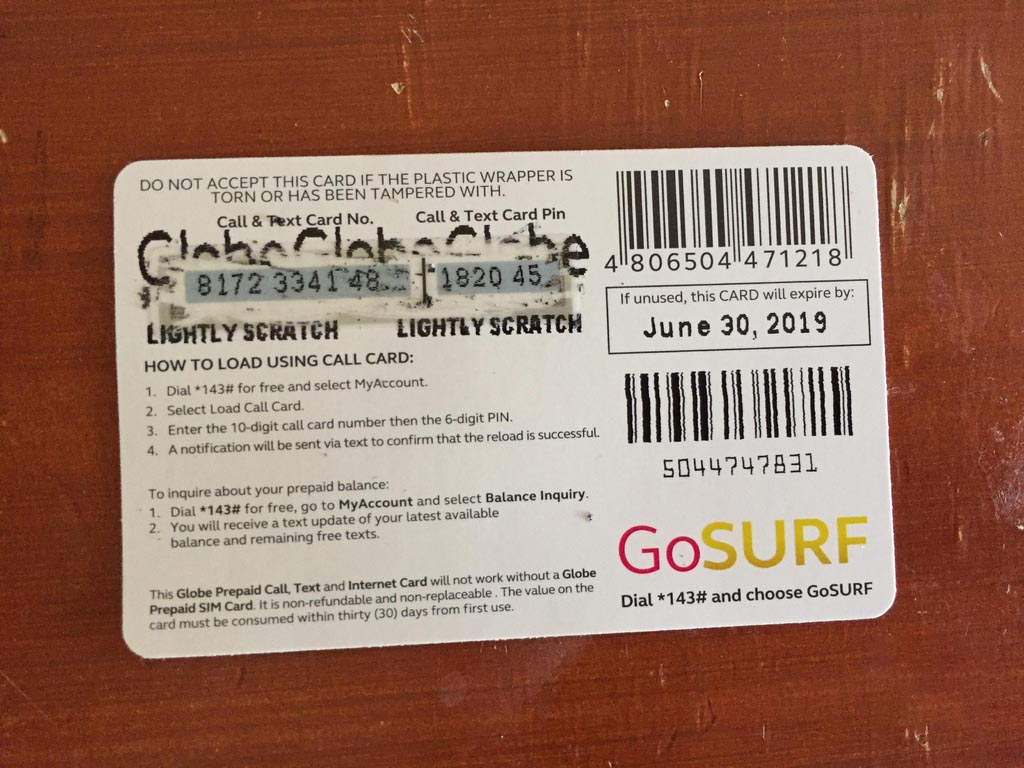 DO NOT ACCEPT THIS CARD IF THE PLASTIC WRAPPER IS
TORN OR HAS BEEN TAMPERED WITH.
Call & Text Card No. Call & Text Card Pin
Globe Globe Globe
8172 3341 48 1820 45
LIGHTLY SCRATCH LIGHTLY SCRATCH
HOW TO LOAD USING CALL CARD:
1. Dial *143# for free and select MyAccount.
2. Select Load Call Card.
3. Enter the 10-digit call card number then the 6-digit PIN.
4. A notification will be sent via text to confirm that the reload is successful.
To inquire about your prepaid balance:
1. Dial *143# for free, go to MyAccount and select Balance Inquiry.
2. You will receive a text update of your latest available
balance and remaining free texts.
This Globe Prepaid Call, Text and Internet Card will not work without a Globe
Prepaid SIM Card. It is non-refundable and non-replaceable . The value on the
card must be consumed within thirty (30) days from first use.
4 806504 471218
If unused, this CARD will expire by:
June 30, 2019
5044747831
GoSURF
Dial *143# and choose GoSURF